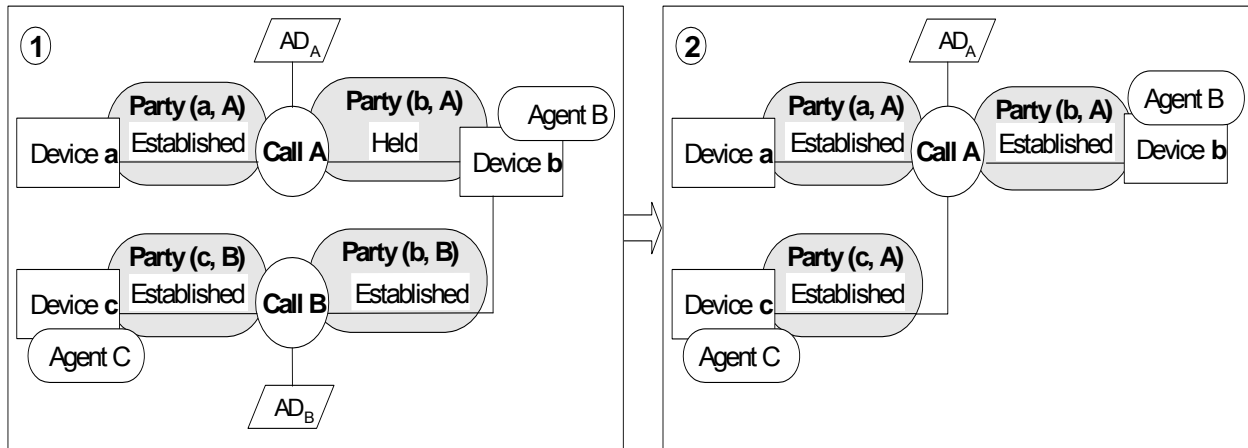 1
AD_A
Party (a, A)
Established
Device a
Call A
Party (b, A)
Held
Agent B
Device b
Party (c, B)
Established
Device c
Agent C
Call B
Party (b, B)
Established
AD_B
2
AD_A
Party (a, A)
Established
Device a
Call A
Party (b, A)
Established
Agent B
Device b
Party (c, A)
Established
Device c
Agent C